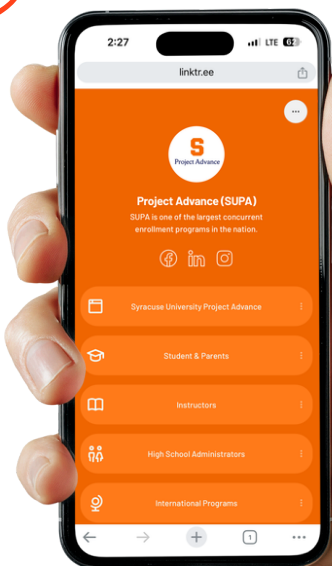 2:27
LTE 62
linktr.ee
S
Project Advance
Project Advance (SUPA)
SUPA is one of the largest concurrent
enrollment programs in the nation.
in
Syracuse University Project Advance
Student & Parents
Instructors
High School Administrators
International Programs
1